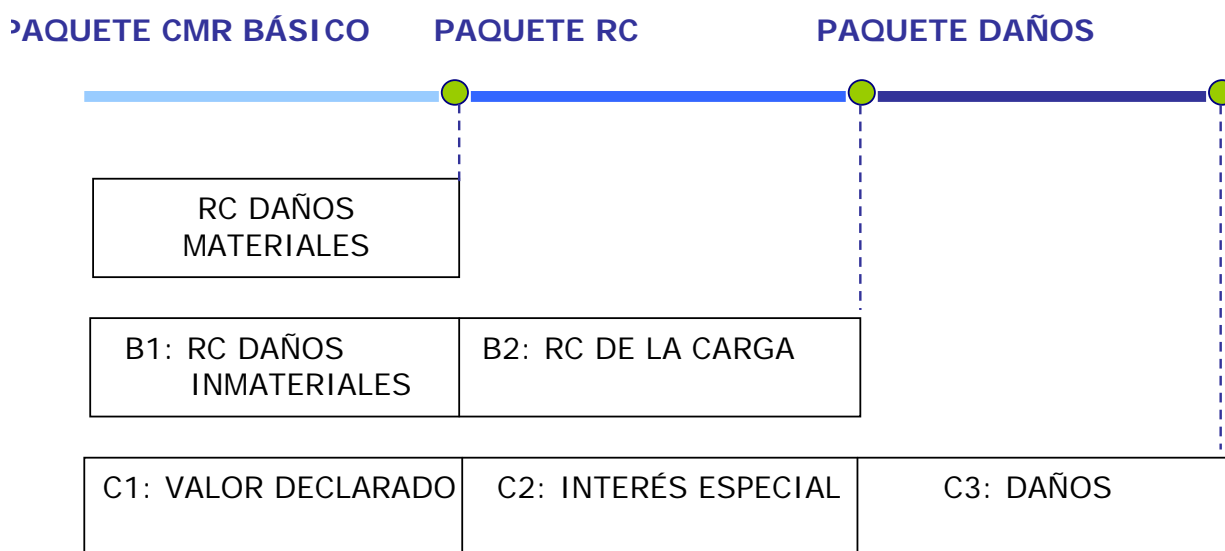 PAQUETE CMR BÁSICO PAQUETE RC PAQUETE DAÑOS
RC DAÑOS
MATERIALES
B1: RC DAÑOS
INMATERIALES
B2: RC DE LA CARGA
C1: VALOR DECLARADO
C2: INTERÉS ESPECIAL
C3: DAÑOS